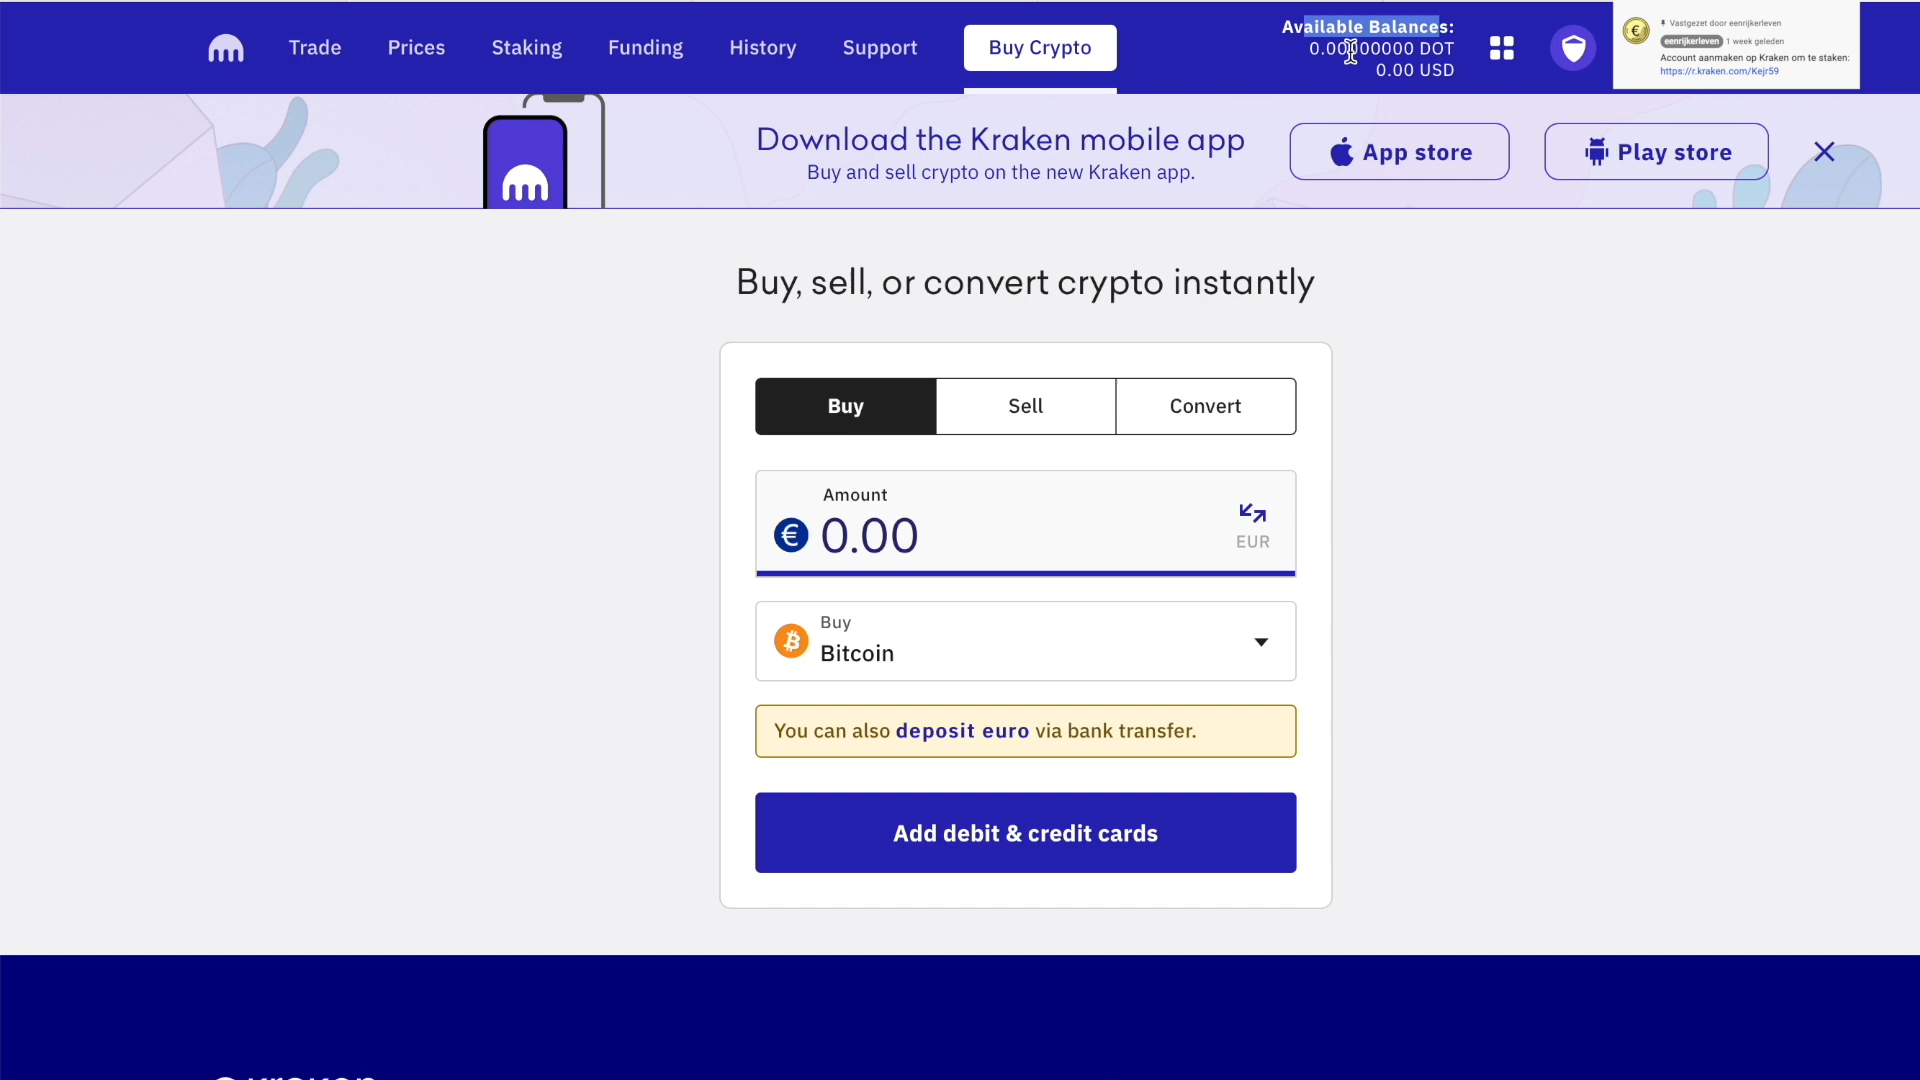 Trade
Prices
Staking
Funding
History
Support
Buy Crypto
Available Balances:
0.00000000 DOT
0.00 USD
Vastgezet door eenrijkerleven
eenrijkerleven 1 week geleden
Account aanmaken op Kraken om te staken:
https://r.kraken.com/Kejr59
Download the Kraken mobile app
Buy and sell crypto on the new Kraken app.
App store
Play store
Buy, sell, or convert crypto instantly
Buy
Sell
Convert
Amount
€ 0.00
EUR
Buy
Bitcoin
You can also deposit euro via bank transfer.
Add debit & credit cards
kraken